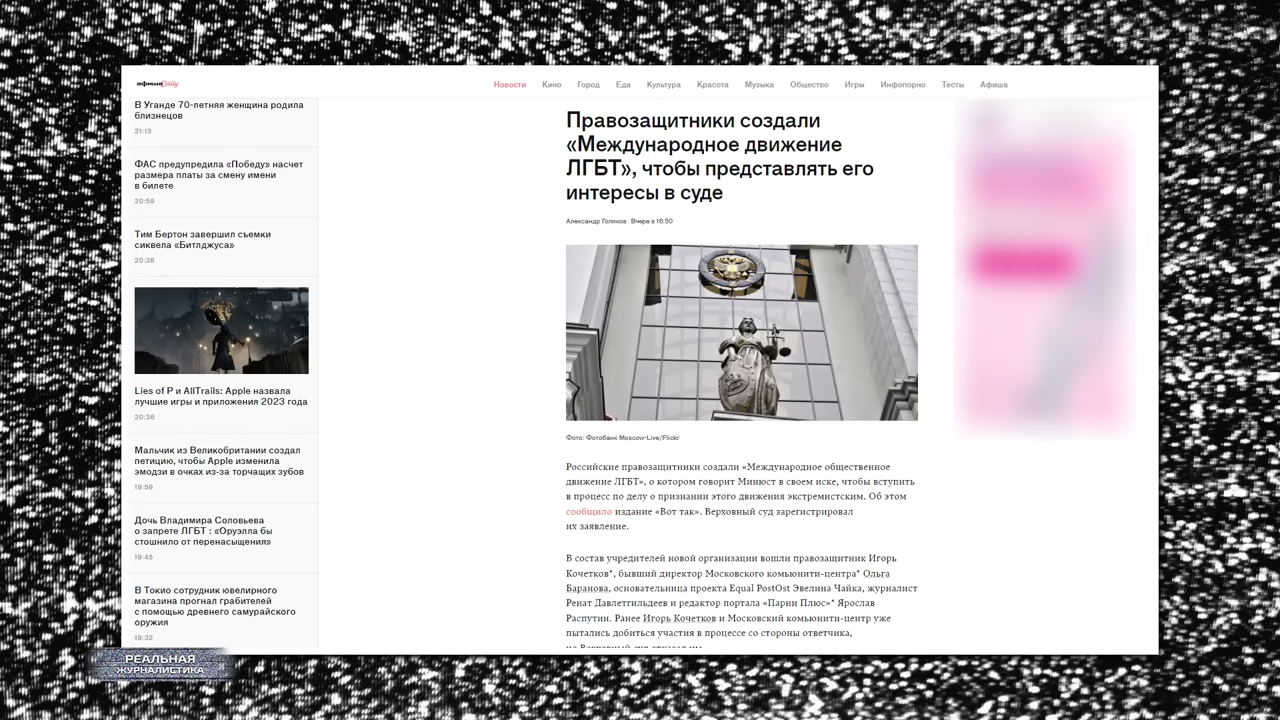 афишаDaily
Новости Кино Город Еда Культура Красота Музыка Общество Игры Инфопорно Тесты Афиша
В Уганде 70-летняя женщина родила
близнецов
21:15
ФАС предупредила «Победу» насчет
размера платы за смену имени
в билете
20:59
Тим Бертон завершил съемки
сиквела «Битлджуса»
20:38
Lies of P и AllTrails: Apple назвала
лучшие игры и приложения 2023 года
20:36
Мальчик из Великобритании создал
петицию, чтобы Apple изменила
эмодзи в очках из-за торчащих зубов
19:59
Дочь Владимира Соловьева
о запрете ЛГБТ : «Оруэлла бы
стошнило от перенасыщения»
19:45
В Токио сотрудник ювелирного
магазина прогнал грабителей
с помощью древнего самурайского
оружия
19:32
Правозащитники создали
«Международное движение
ЛГБТ», чтобы представлять его
интересы в суде
Александр Голиков Вчера в 16:50
Фото: Фотобанк Moscow-Live/Flickr
Российские правозащитники создали «Международное общественное
движение ЛГБТ», о котором говорит Минюст в своем иске, чтобы вступить
в процесс по делу о признании этого движения экстремистским. Об этом
сообщило издание «Вот так». Верховный суд зарегистрировал
их заявление.
В состав учредителей новой организации вошли правозащитник Игорь
Кочетков*, бывший директор Московского комьюнити-центра* Ольга
Баранова, основательница проекта Equal PostOst Эвелина Чайка, журналист
Ренат Давлетгильдеев и редактор портала «Парни Плюс»* Ярослав
Распутин. Ранее Игорь Кочетков и Московский комьюнити-центр уже
пытались добиться участия в процессе со стороны ответчика,
но Верховный суд отказал им.
РЕАЛЬНАЯ
ЖУРНАЛИСТИКА